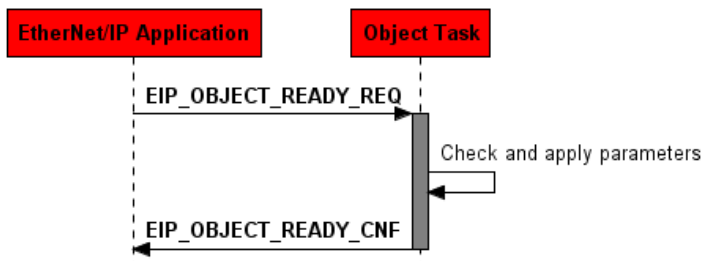 EtherNet/IP Application
Object Task
EIP_OBJECT_READY_REQ
Check and apply parameters
EIP_OBJECT_READY_CNF